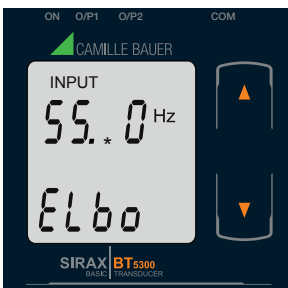 ON O/P1 O/P2 COM
CAMILLE BAUER
INPUT
55.* 0 Hz
ELbo
SIRAX BT5300
BASIC TRANSDUCER